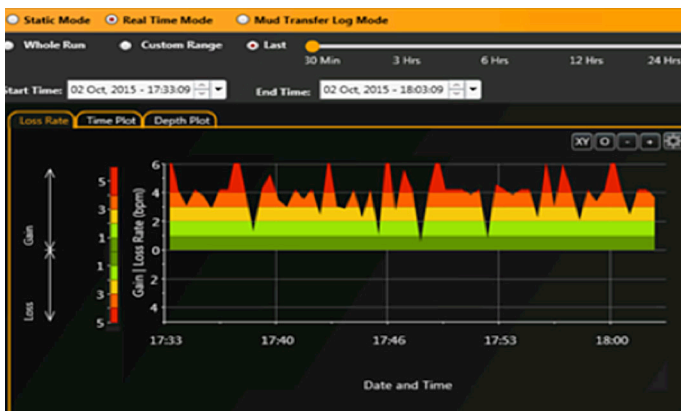 Static Mode Real Time Mode Mud Transfer Log Mode
Whole Run Custom Range Last
30 Min 3 Hrs 6 Hrs 12 Hrs 24 Hrs
Start Time: 02 Oct, 2015 - 17:33:09 End Time: 02 Oct, 2015 - 18:03:09
Loss Rate Time Plot Depth Plot
XY O - +
Gain
Loss
5
3
1
1
3
5
Gain | Loss Rate (bpm)
6
4
2
0
2
4
17:33 17:40 17:46 17:53 18:00
Date and Time